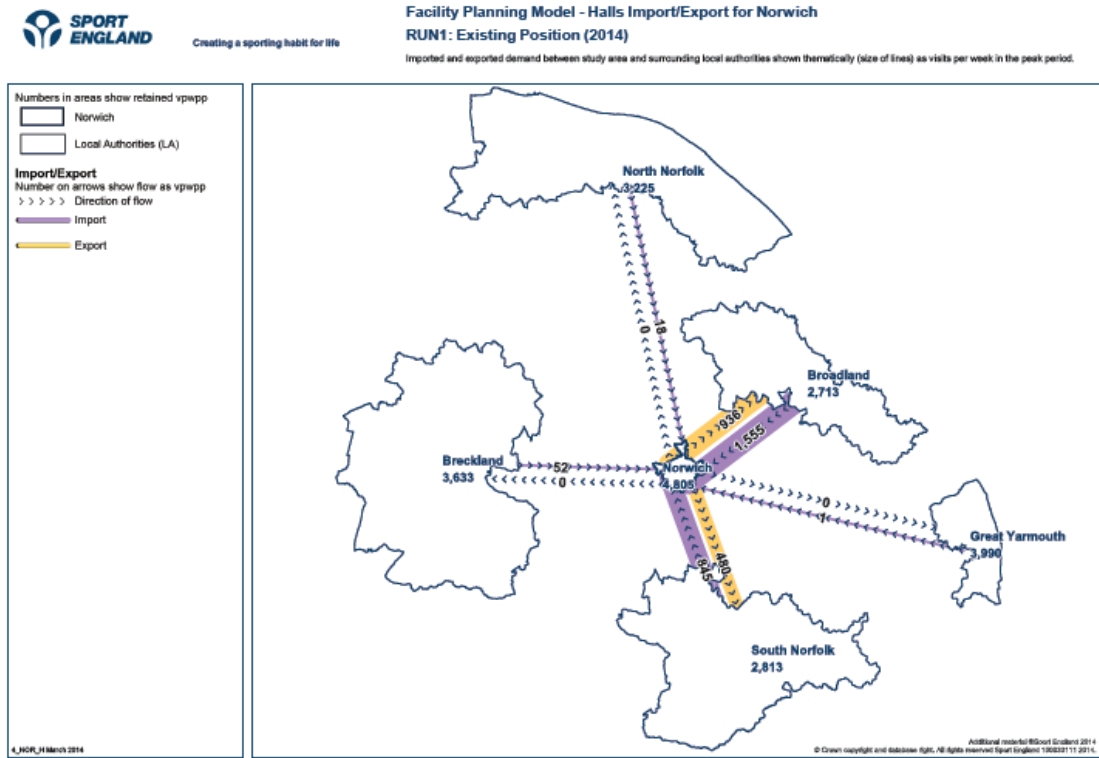 SPORT
ENGLAND
Creating a sporting habit for life
Facility Planning Model - Halls Import/Export for Norwich
RUN1: Existing Position (2014)
Imported and exported demand between study area and surrounding local authorities shown thematically (size of lines) as visits per week in the peak period.
Numbers in areas show retained vpwpp
Norwich
Local Authorities (LA)
Import/Export
Number on arrows show flow as vpwpp
Direction of flow
Import
Export
North Norfolk
3,225
0
18
Broadland
2,713
936
1,555
Breckland
3,633
52
0
Norwich
4,805
0
1
Great Yarmouth
3,990
845
480
South Norfolk
2,813
4_NOR_H March 2014
Additional material ©Sport England 2014
© Crown copyright and database right. All rights reserved Sport England 100033111 2014.